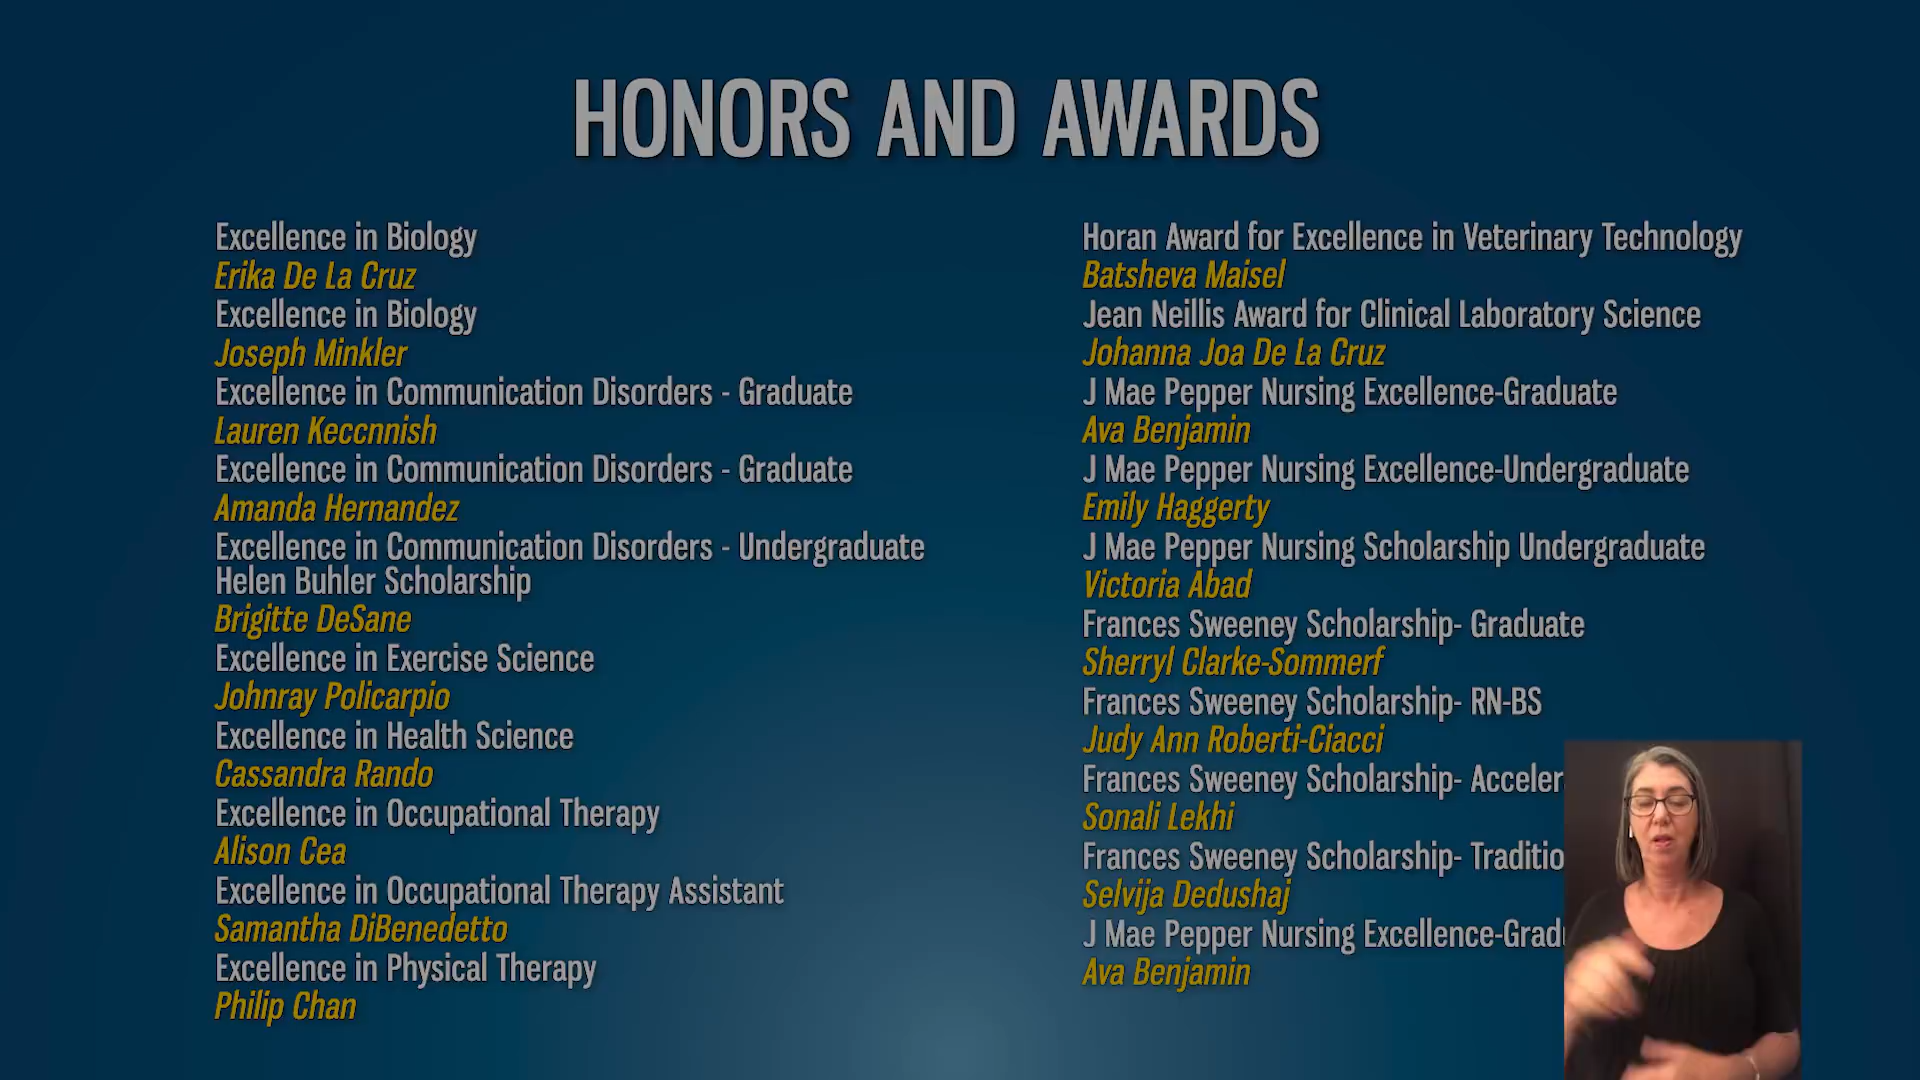 HONORS AND AWARDS
Excellence in Biology
Erika De La Cruz
Excellence in Biology
Joseph Minkler
Excellence in Communication Disorders - Graduate
Lauren Keccnnish
Excellence in Communication Disorders - Graduate
Amanda Hernandez
Excellence in Communication Disorders - Undergraduate
Helen Buhler Scholarship
Brigitte DeSane
Excellence in Exercise Science
Johnray Policarpio
Excellence in Health Science
Cassandra Rando
Excellence in Occupational Therapy
Alison Cea
Excellence in Occupational Therapy Assistant
Samantha DiBenedetto
Excellence in Physical Therapy
Philip Chan
Horan Award for Excellence in Veterinary Technology
Batsheva Maisel
Jean Neillis Award for Clinical Laboratory Science
Johanna Joa De La Cruz
J Mae Pepper Nursing Excellence-Graduate
Ava Benjamin
J Mae Pepper Nursing Excellence-Undergraduate
Emily Haggerty
J Mae Pepper Nursing Scholarship Undergraduate
Victoria Abad
Frances Sweeney Scholarship- Graduate
Sherryl Clarke-Sommerf
Frances Sweeney Scholarship- RN-BS
Judy Ann Roberti-Ciacci
Frances Sweeney Scholarship-
Sonali Lekhi
Frances Sweeney Scholarship-
Selvija Dedushaj
J Mae Pepper Nursing
Ava Benjamin